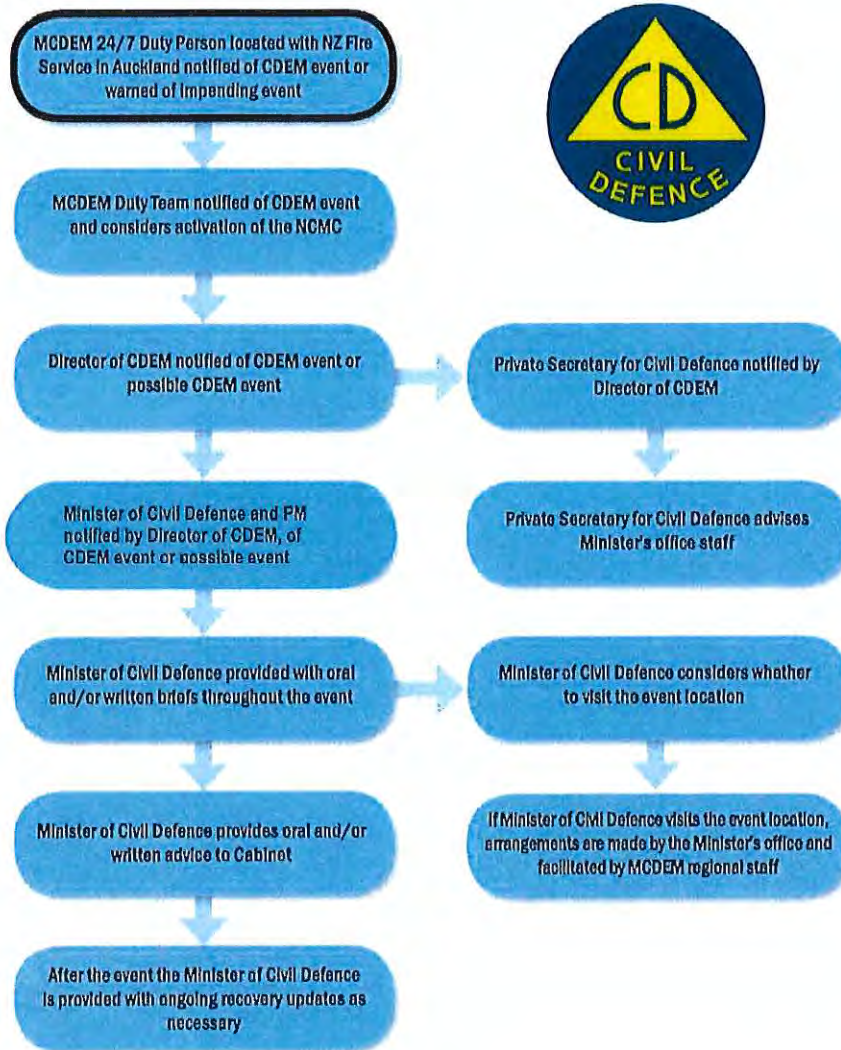 MCDEM 24/7 Duty Person located with NZ Fire
Service in Auckland notified of CDEM event or
warned of impending event
CD
CIVIL
DEFENCE
MCDEM Duty Team notified of CDEM event
and considers activation of the NCMC
Director of CDEM notified of CDEM event or
possible CDEM event
Private Secretary for Civil Defence notified by
Director of CDEM
Minister of Civil Defence and PM
notified by Director of CDEM, of
CDEM event or possible event
Private Secretary for Civil Defence advises
Minister's office staff
Minister of Civil Defence provided with oral
and/or written briefs throughout the event
Minister of Civil Defence considers whether
to visit the event location
Minister of Civil Defence provides oral and/or
written advice to Cabinet
If Minister of Civil Defence visits the event location,
arrangements are made by the Minister's office and
facilitated by MCDEM regional staff
After the event the Minister of Civil Defence
is provided with ongoing recovery updates as
necessary